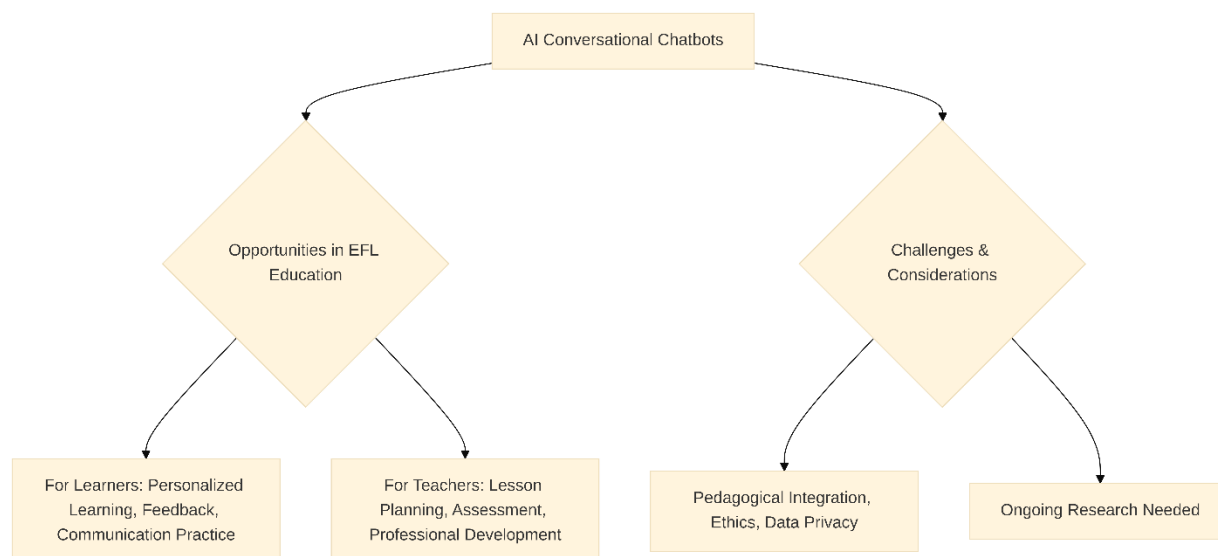 AI Conversational Chatbots
Opportunities in EFL
Education
Challenges &
Considerations
For Learners: Personalized
Learning, Feedback,
Communication Practice
For Teachers: Lesson
Planning, Assessment,
Professional Development
Pedagogical Integration,
Ethics, Data Privacy
Ongoing Research Needed